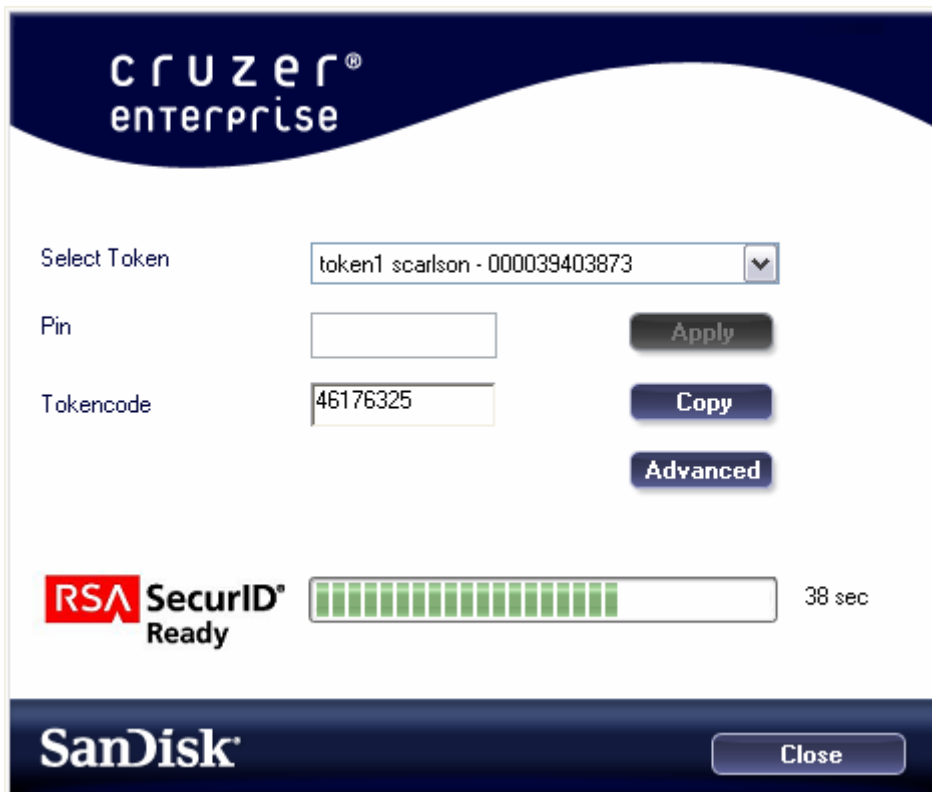 cruzer®
enterprise
Select Token
token1 scarlson - 000039403873
Pin
Apply
Tokencode
46176325
Copy
Advanced
RSA SecurID®
Ready
38 sec
SanDisk
Close